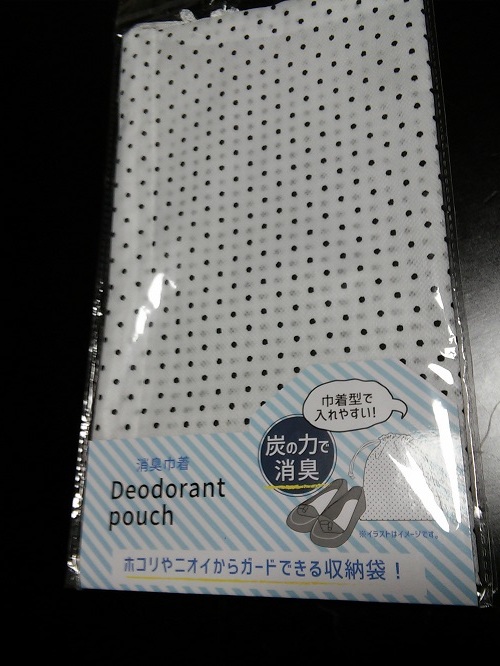 巾着型で
入れやすい!
炭の力で
消臭
消臭巾着
Deodorant
pouch
※イラストはイメージです。
ホコリやニオイからガードできる収納袋!